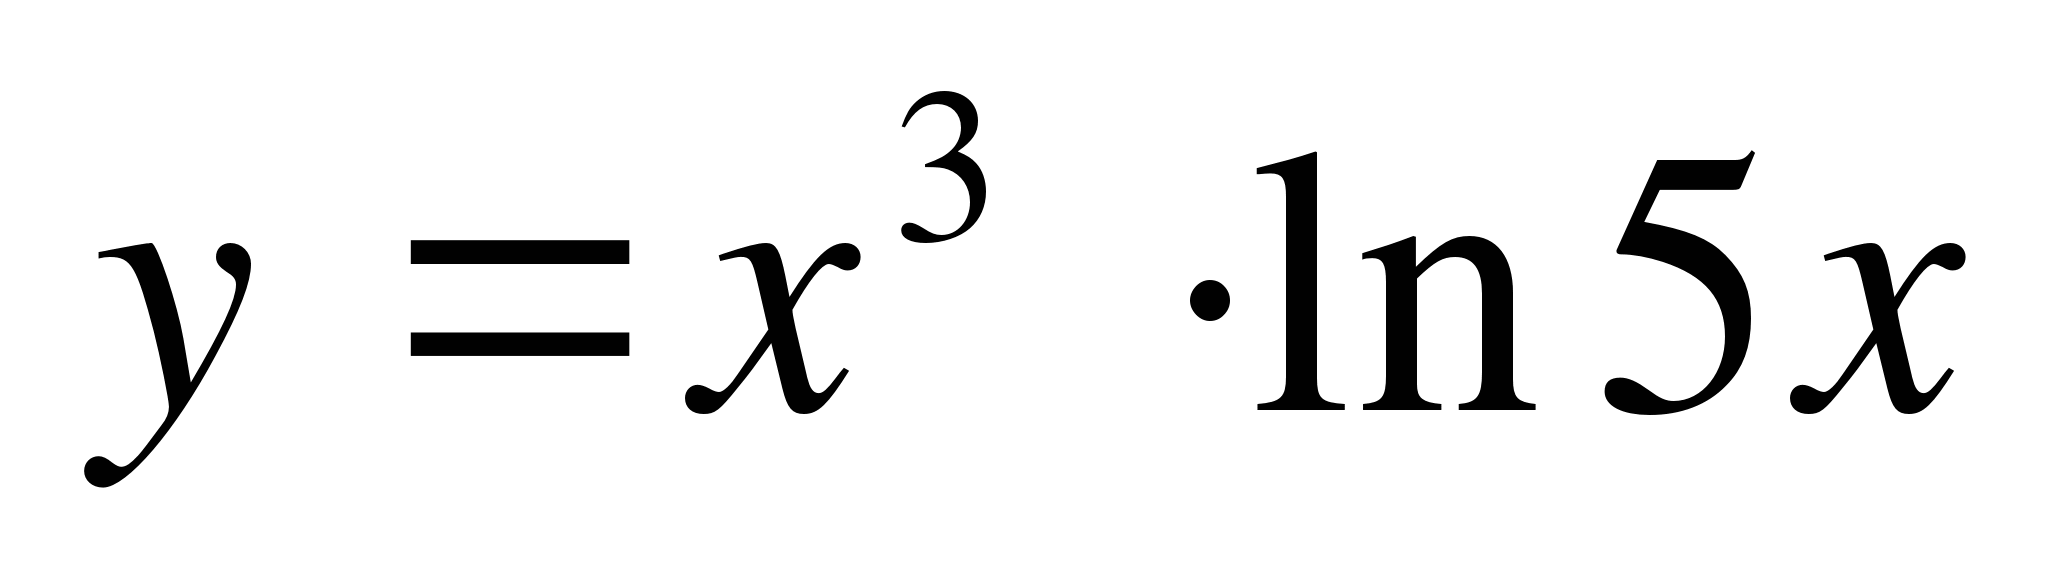 y = x³ ·ln 5x